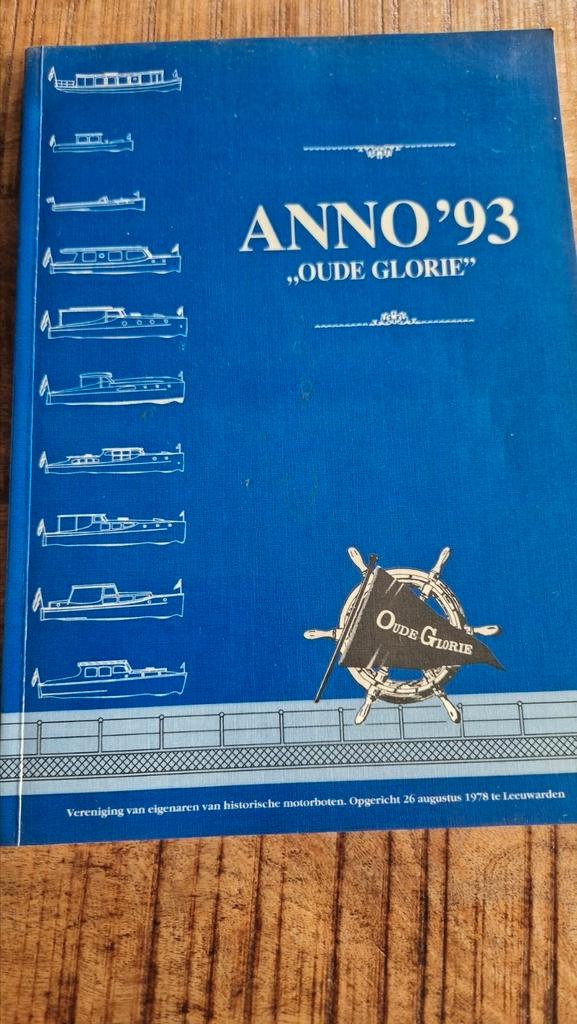 ANNO '93
„OUDE GLORIE”
OUDE GLORIE
Vereniging van eigenaren van historische motorboten. Opgericht 26 augustus 1978 te Leeuwarden